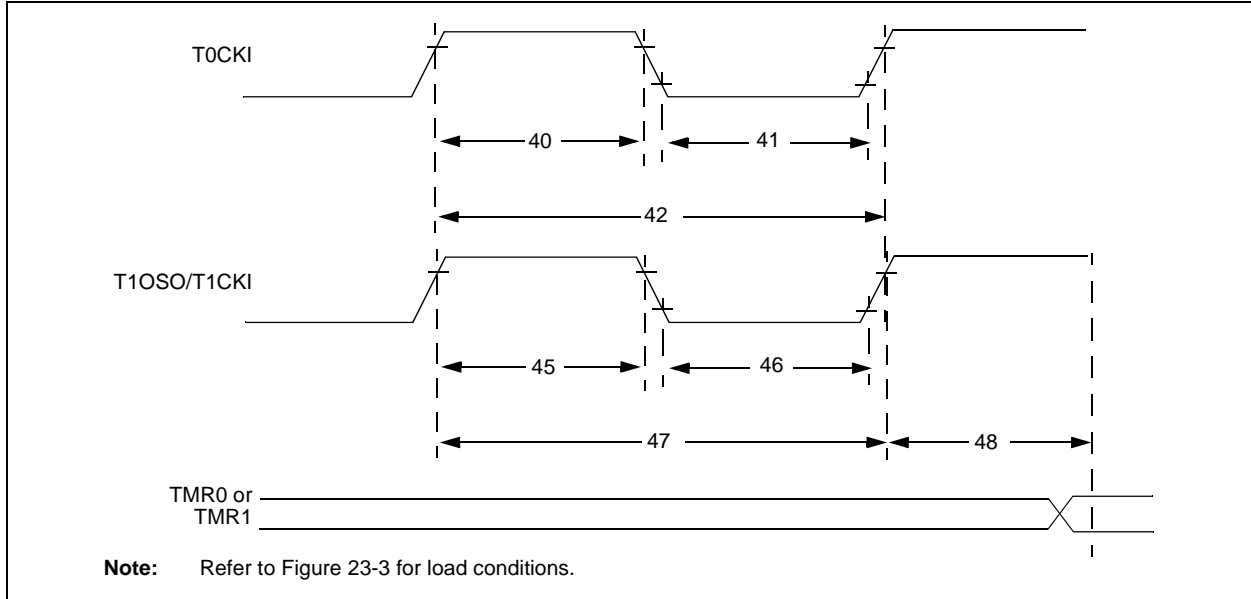 T0CKI
40
41
42
T1OSO/T1CKI
45
46
47
48
TMR0 or
TMR1
Note: Refer to Figure 23-3 for load conditions.